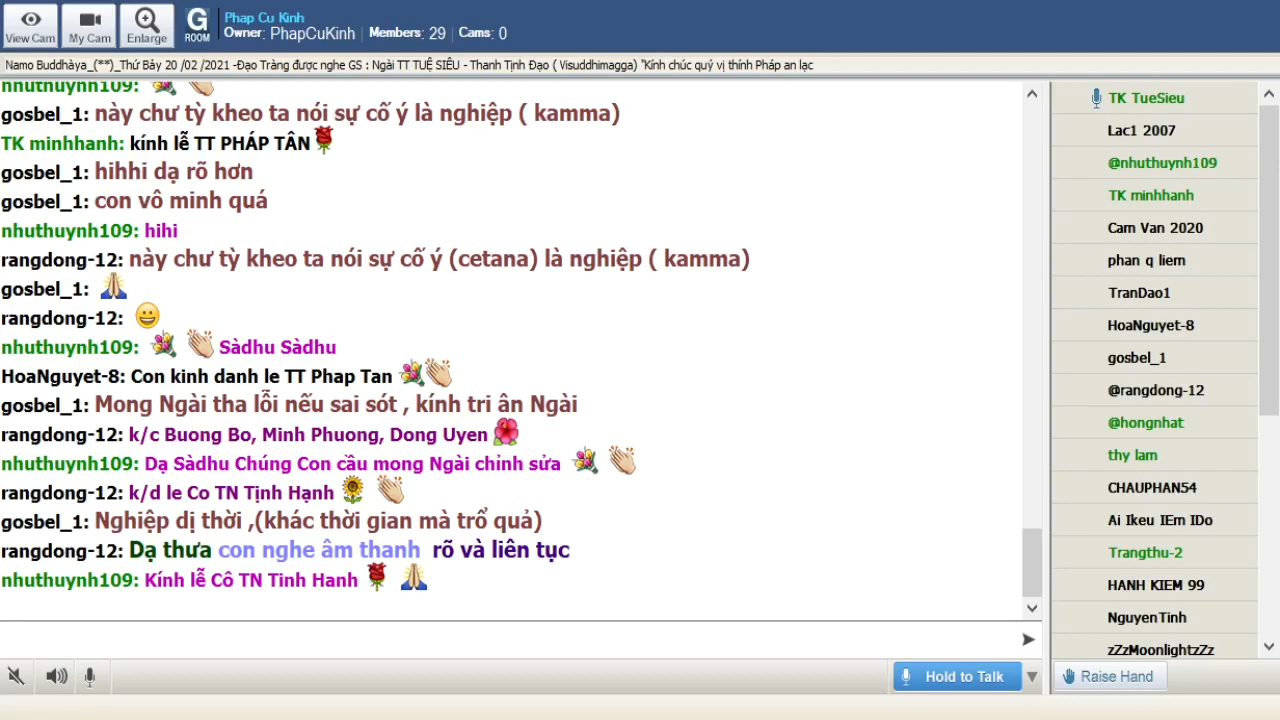 View Cam
My Cam
Enlarge
G
ROOM
Phap Cu Kinh
Owner: PhapCuKinh | Members: 29 | Cams: 0
Namo Buddhàya_(**)_Thứ Bảy 20 /02 /2021 -Đạo Tràng được nghe GS : Ngài TT TUỆ SIÊU - Thanh Tịnh Đạo ( Visuddhimagga) "Kính chúc quý vị thính Pháp an lạc
nhuthuynh109:
gosbel_1: này chư tỳ kheo ta nói sự cố ý là nghiệp ( kamma)
TK minhhanh: kính lễ TT PHÁP TÂN
gosbel_1: hihhi dạ rõ hơn
gosbel_1: con vô minh quá
nhuthuynh109: hihi
rangdong-12: này chư tỳ kheo ta nói sự cố ý (cetana) là nghiệp ( kamma)
gosbel_1:
rangdong-12:
nhuthuynh109: Sàdhu Sàdhu
HoaNguyet-8: Con kinh danh le TT Phap Tan
gosbel_1: Mong Ngài tha lỗi nếu sai sót , kính tri ân Ngài
rangdong-12: k/c Buong Bo, Minh Phuong, Dong Uyen
nhuthuynh109: Dạ Sàdhu Chúng Con cầu mong Ngài chỉnh sửa
rangdong-12: k/d le Co TN Tịnh Hạnh
gosbel_1: Nghiệp dị thời ,(khác thời gian mà trổ quả)
rangdong-12: Dạ thưa con nghe âm thanh rõ và liên tục
nhuthuynh109: Kính lễ Cô TN Tinh Hanh
TK TueSieu
Lac1 2007
@nhuthuynh109
TK minhhanh
Cam Van 2020
phan q liem
TranDao1
HoaNguyet-8
gosbel_1
@rangdong-12
@hongnhat
thy lam
CHAUPHAN54
Ai Ikeu IEm IDo
Trangthu-2
HANH KIEM 99
NguyenTinh
zZzMoonlightzZz
Hold to Talk
Raise Hand